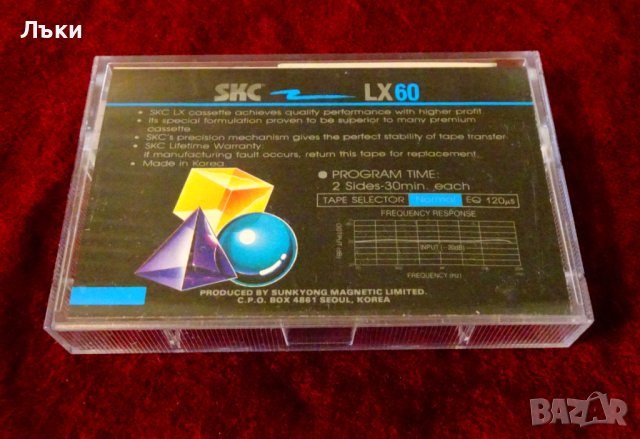 Лъки
SKC LX60
• SKC LX cassette achieves quality performance with higher profit
• Its special formulation proven to be superior to many premium
cassette.
• SKC's precision mechanism gives the perfect stability of tape transfer.
• SKC Lifetime Warranty:
If manufacturing fault occurs, return this tape for replacement.
• Made in Korea
● PROGRAM TIME:
2 Sides-30min. each
TAPE SELECTOR Normal EQ 120µs
FREQUENCY RESPONSE
OUTPUT (dB)
INPUT (-20dB)
FREQUENCY (Hz)
PRODUCED BY SUNKYONG MAGNETIC LIMITED.
C.P.O. BOX 4861 SEOUL, KOREA
BAZAR